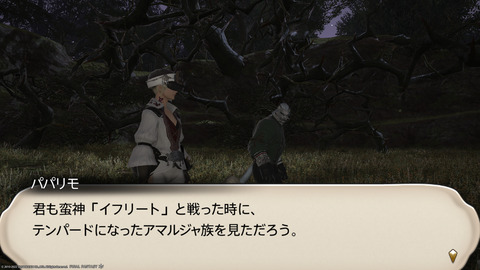 パパリモ
君も蛮神「イフリート」と戦った時に、
テンパードになったアマルジャ族を見ただろう。